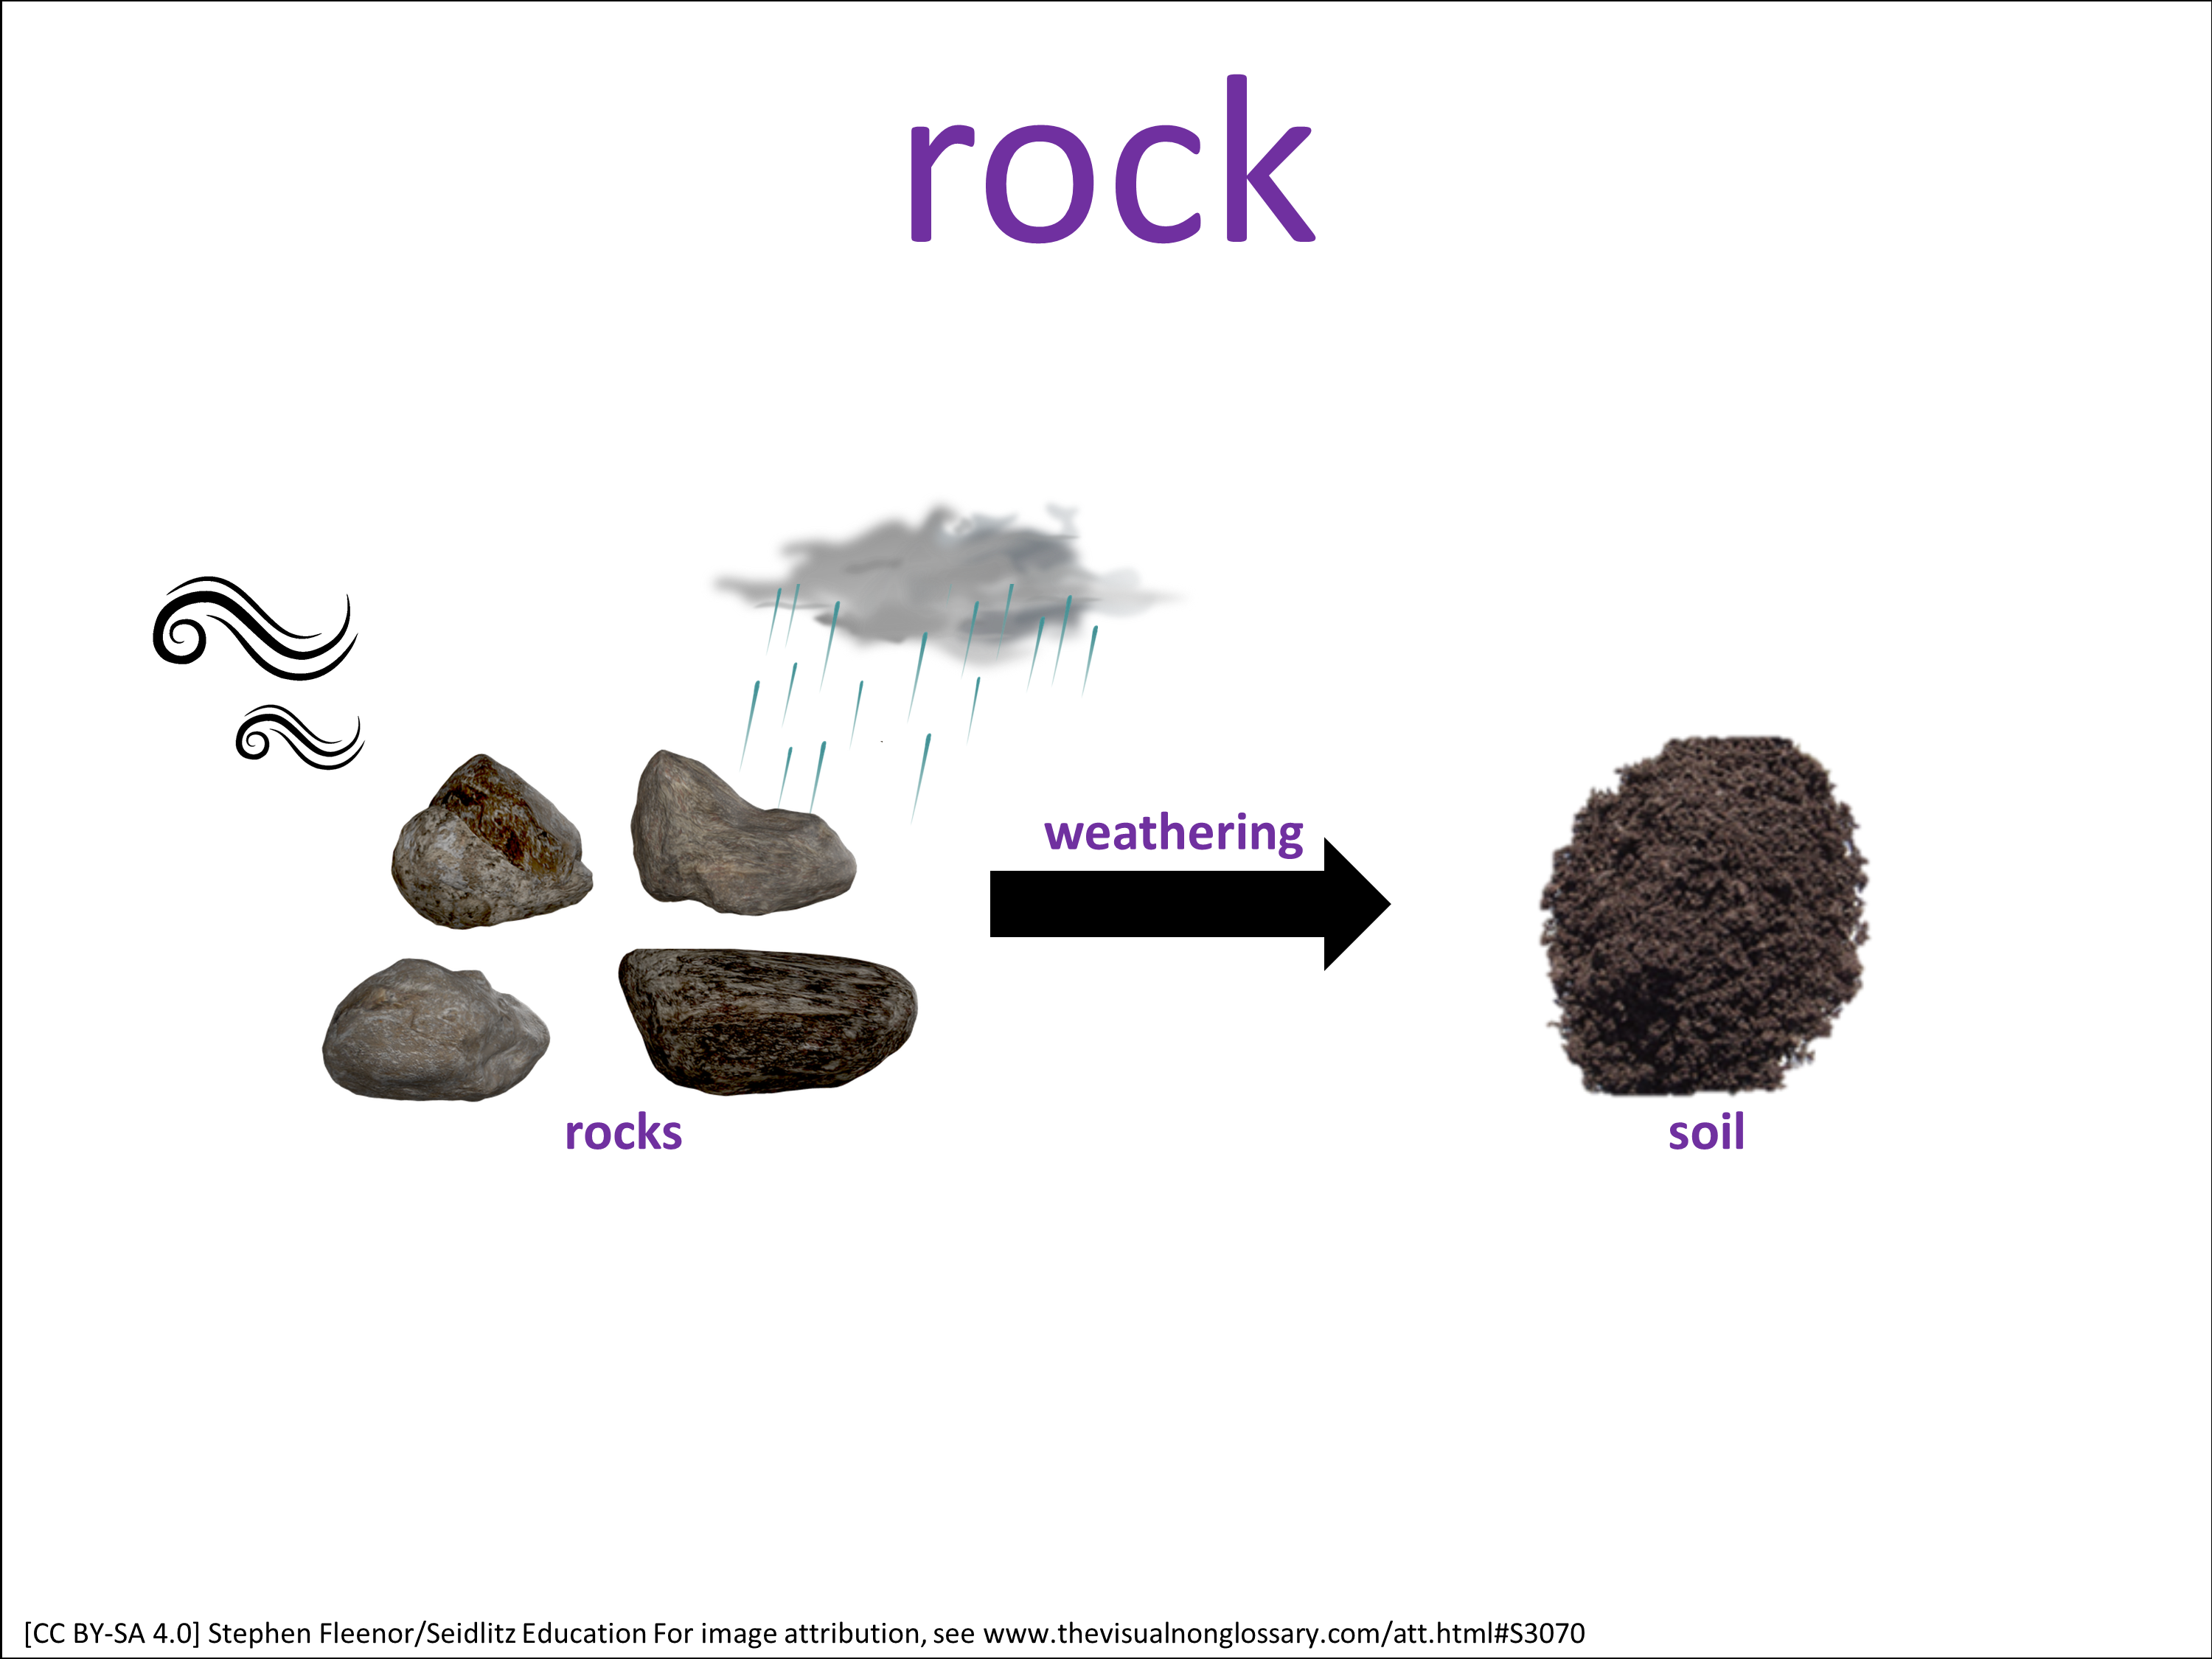 rock
weathering
rocks
soil
[CC BY-SA 4.0] Stephen Fleenor/Seidlitz Education For image attribution, see www.thevisualnonglossary.com/att.html#S3070